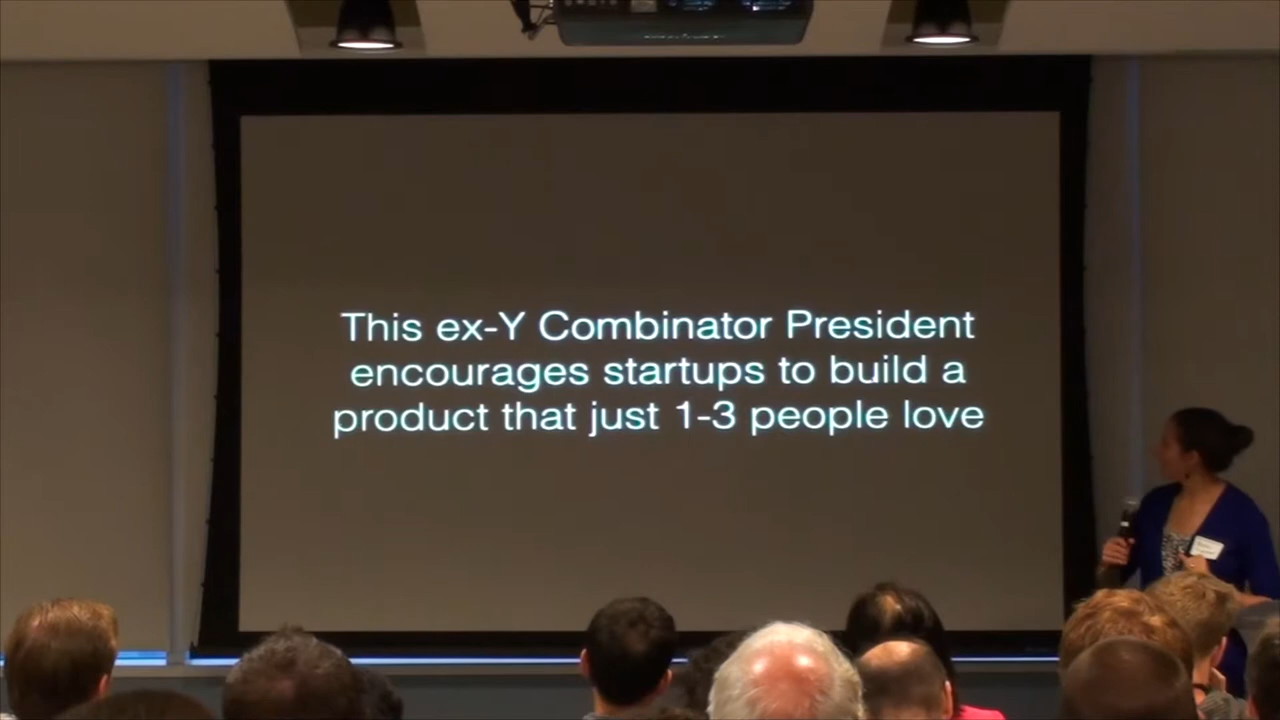 This ex-Y Combinator President
encourages startups to build a
product that just 1-3 people love